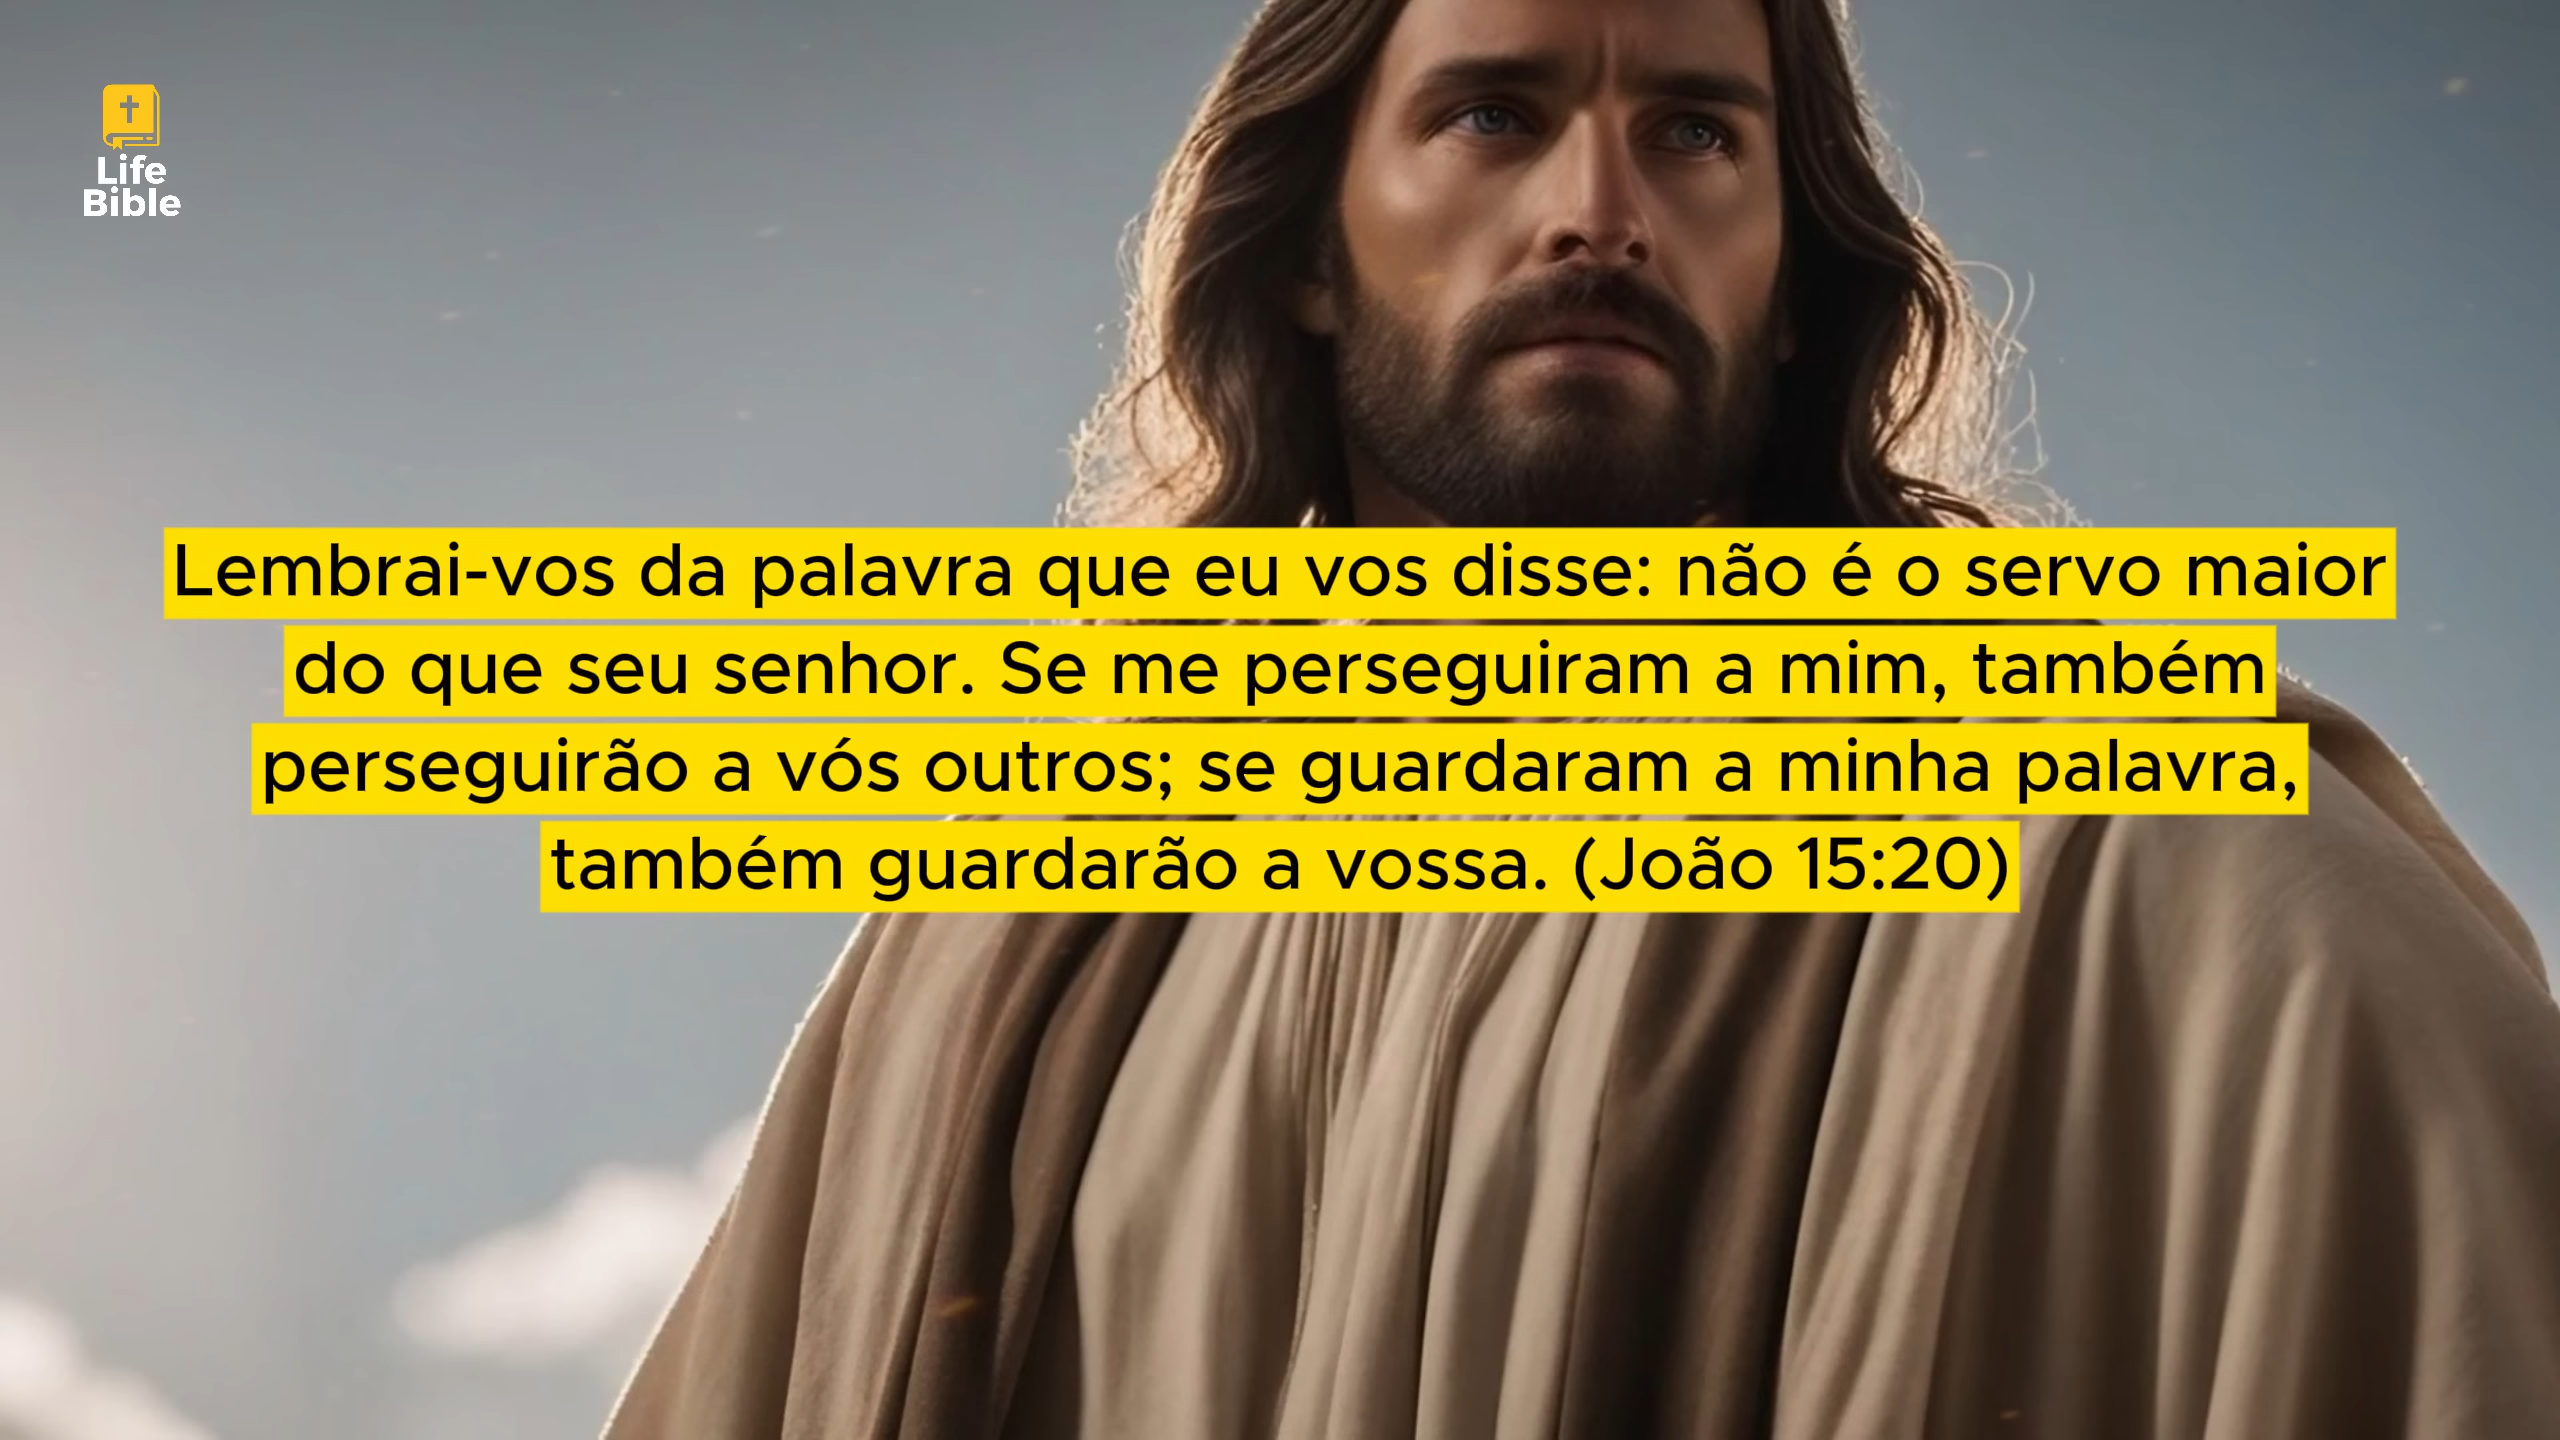 Life
Bible
Lembrai-vos da palavra que eu vos disse: não é o servo maior
do que seu senhor. Se me perseguiram a mim, também
perseguirão a vós outros; se guardaram a minha palavra,
também guardarão a vossa. (João 15:20)